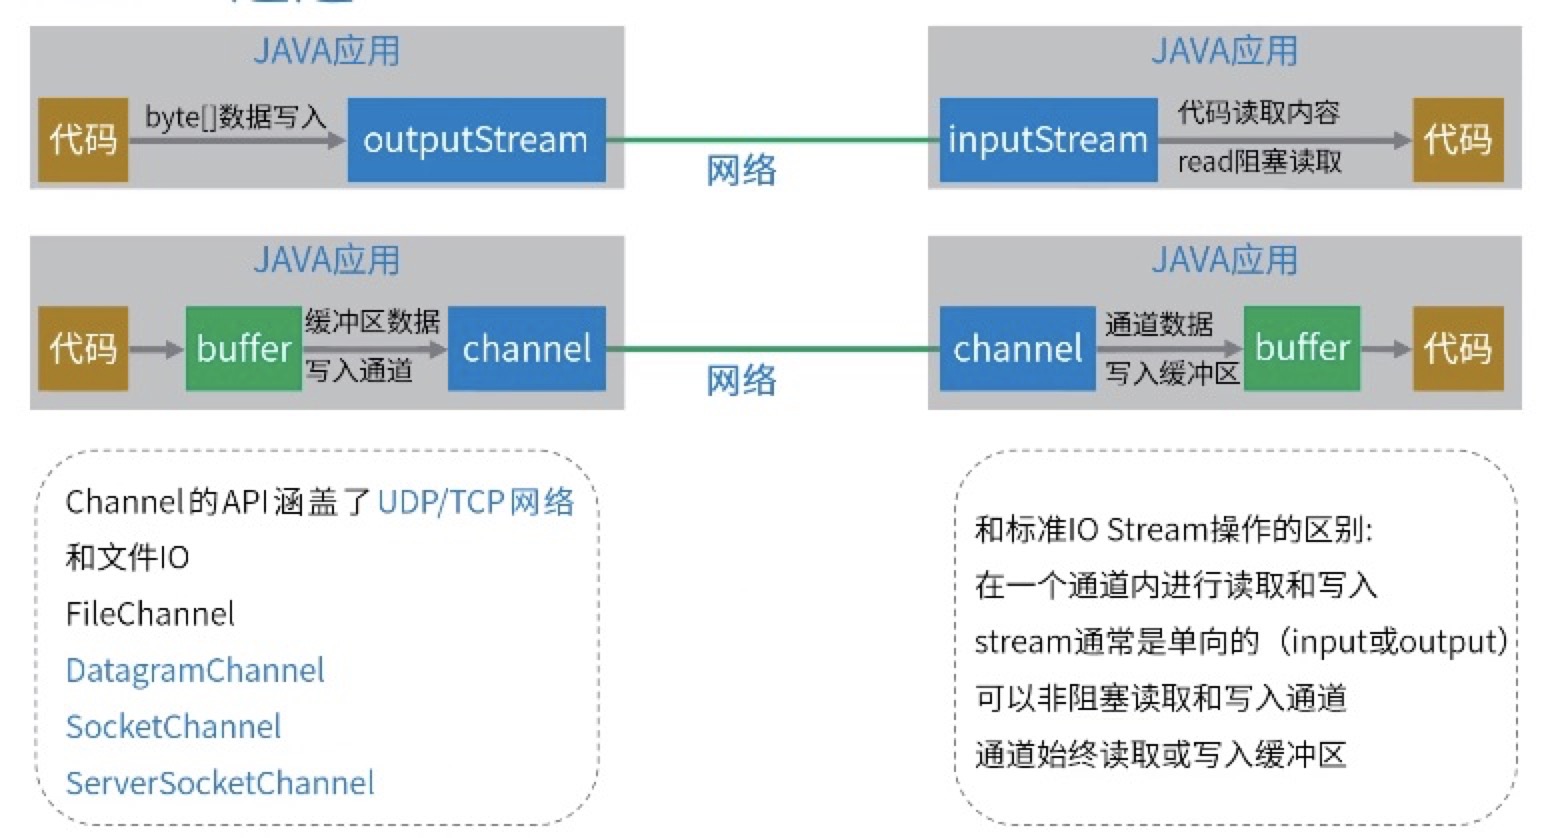 JAVA应用
JAVA应用
代码
byte[]数据写入
outputStream
网络
inputStream
代码读取内容
read阻塞读取
代码
JAVA应用
JAVA应用
代码
buffer
缓冲区数据
写入通道
channel
网络
channel
通道数据
写入缓冲区
buffer
代码
Channel的API涵盖了UDP/TCP网络
和文件IO
FileChannel
DatagramChannel
SocketChannel
ServerSocketChannel
和标准IO Stream操作的区别:
在一个通道内进行读取和写入
stream通常是单向的（input或output）
可以非阻塞读取和写入通道
通道始终读取或写入缓冲区